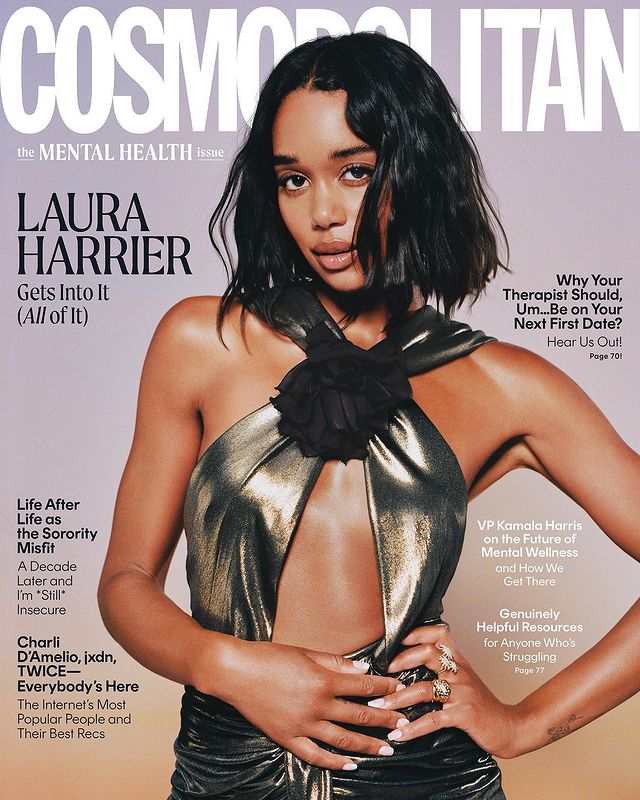 COSMOPOLITAN
the MENTAL HEALTH issue
LAURA
HARRIER
Gets Into It
(All of It)
Why Your
Therapist Should,
Um...Be on Your
Next First Date?
Hear Us Out!
Page 70!
Life After
Life as
the Sorority
Misfit
A Decade
Later and
I'm *Still*
Insecure
Charli
D'Amelio, jxdn,
TWICE—
Everybody's Here
The Internet's Most
Popular People and
Their Best Recs
VP Kamala Harris
on the Future of
Mental Wellness
and How We
Get There
Genuinely
Helpful Resources
for Anyone Who's
Struggling
Page 77